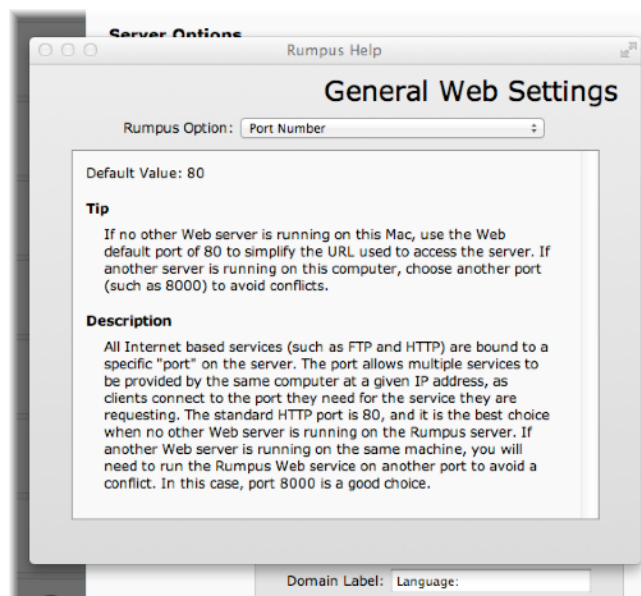 Server Options
Rumpus Help
General Web Settings
Rumpus Option: Port Number
Default Value: 80
Tip
If no other Web server is running on this Mac, use the Web
default port of 80 to simplify the URL used to access the server. If
another server is running on this computer, choose another port
(such as 8000) to avoid conflicts.
Description
All Internet based services (such as FTP and HTTP) are bound to a
specific "port" on the server. The port allows multiple services to
be provided by the same computer at a given IP address, as
clients connect to the port they need for the service they are
requesting. The standard HTTP port is 80, and it is the best choice
when no other Web server is running on the Rumpus server. If
another Web server is running on the same machine, you will
need to run the Rumpus Web service on another port to avoid a
conflict. In this case, port 8000 is a good choice.
Domain Label: Language: